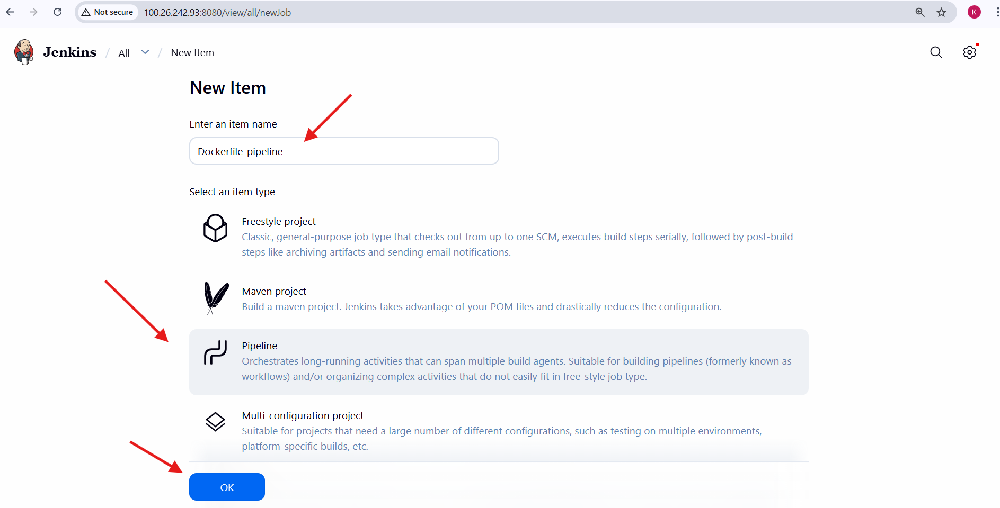 Not secure 100.26.242.93:8080/view/all/newJob K
Jenkins / All / New Item
New Item
Enter an item name
Dockerfile-pipeline
Select an item type
Freestyle project
Classic, general-purpose job type that checks out from up to one SCM, executes build steps serially, followed by post-build
steps like archiving artifacts and sending email notifications.
Maven project
Build a maven project. Jenkins takes advantage of your POM files and drastically reduces the configuration.
Pipeline
Orchestrates long-running activities that can span multiple build agents. Suitable for building pipelines (formerly known as
workflows) and/or organizing complex activities that do not easily fit in free-style job type.
Multi-configuration project
Suitable for projects that need a large number of different configurations, such as testing on multiple environments,
platform-specific builds, etc.
OK